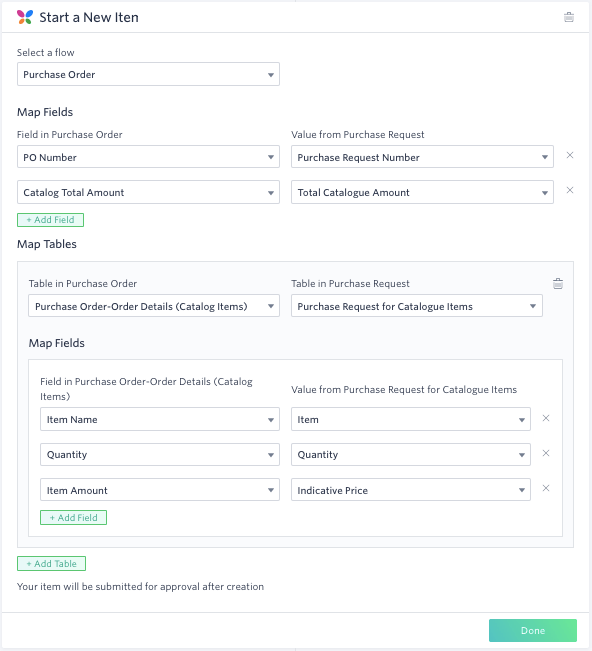 Start a New Iten
Select a flow
Purchase Order
Map Fields
Field in Purchase Order
Value from Purchase Request
PO Number
Purchase Request Number
Catalog Total Amount
Total Catalogue Amount
+ Add Field
Map Tables
Table in Purchase Order
Table in Purchase Request
Purchase Order-Order Details (Catalog Items)
Purchase Request for Catalogue Items
Map Fields
Field in Purchase Order-Order Details (Catalog
Items)
Value from Purchase Request for Catalogue Items
Item Name
Item
Quantity
Quantity
Item Amount
Indicative Price
+ Add Field
+ Add Table
Your item will be submitted for approval after creation
Done